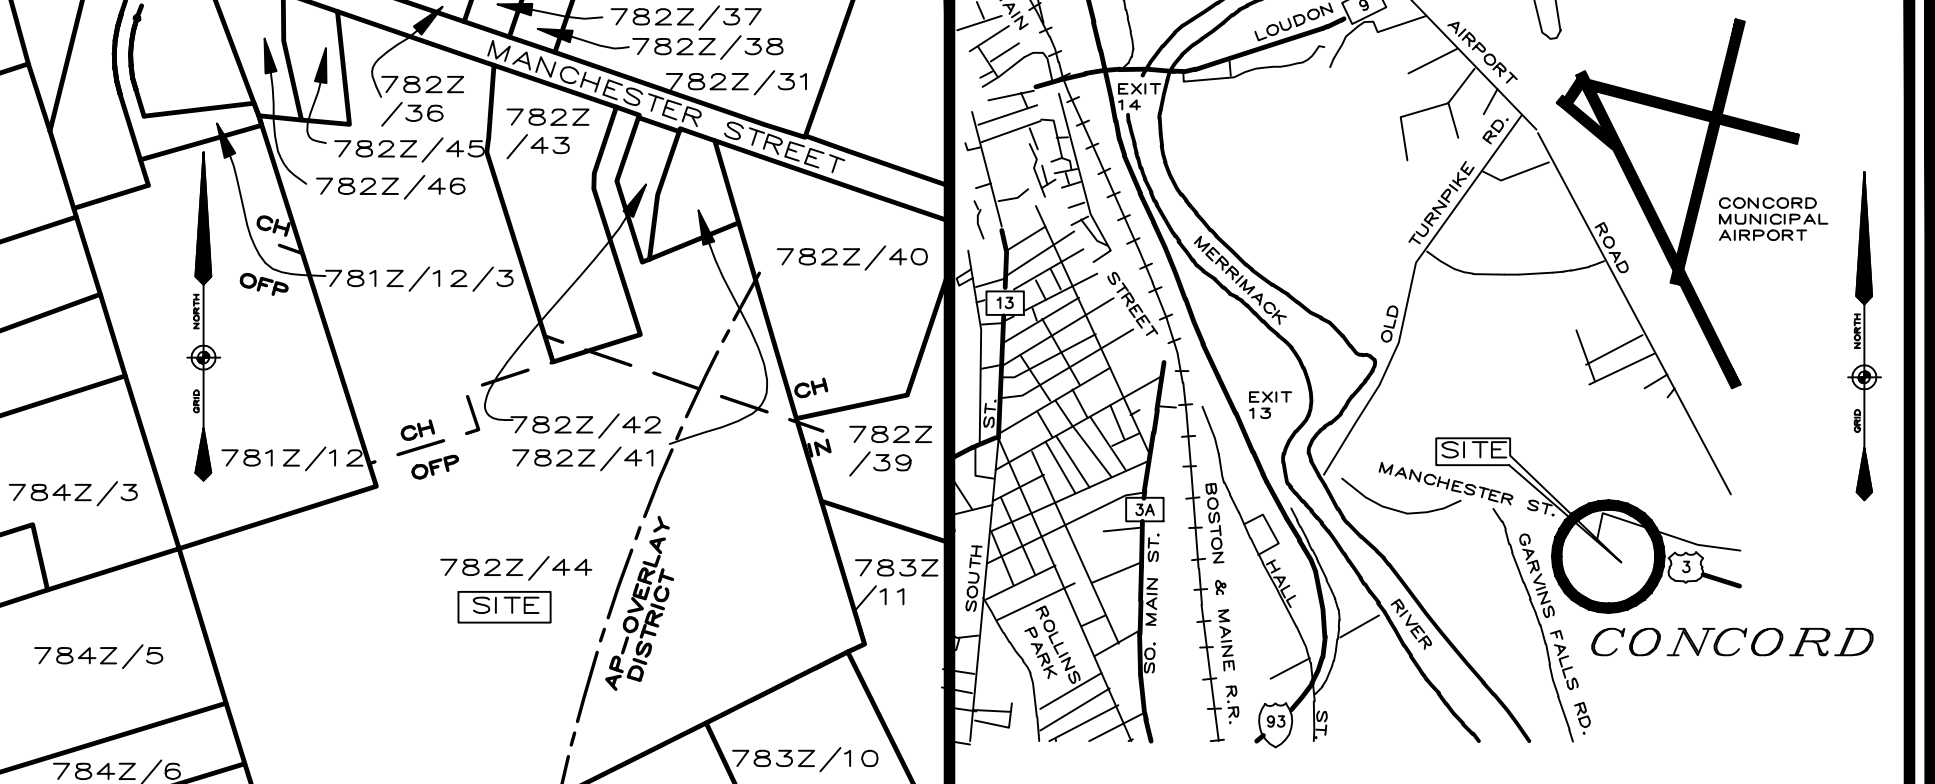 782Z/37
782Z/38
782Z/31
782Z
/36
MANCHESTER STREET
782Z
/43
782Z/45
782Z/46
CH
OFP
781Z/12/3
782Z/40
NORTH
GRID
CH
IN
782Z/42
782Z/41
CH
OFP
781Z/12
782Z
/39
784Z/3
782Z/44
SITE
AP-OVERLAY
DISTRICT
783Z
/11
784Z/5
784Z/6
783Z/10
LOUDON
9
AIRPORT
ROAD
EXIT
14
OLD TURNPIKE RD.
CONCORD
MUNICIPAL
AIRPORT
MERRIMACK
RIVER
STREET
13
NORTH
GRID
EXIT
13
SITE
MANCHESTER ST.
SOUTH ST.
3A
SO. MAIN ST.
BOSTON & MAINE R.R.
HALL ST.
GARVINS FALLS RD.
3
ROLLINS
PARK
93
CONCORD